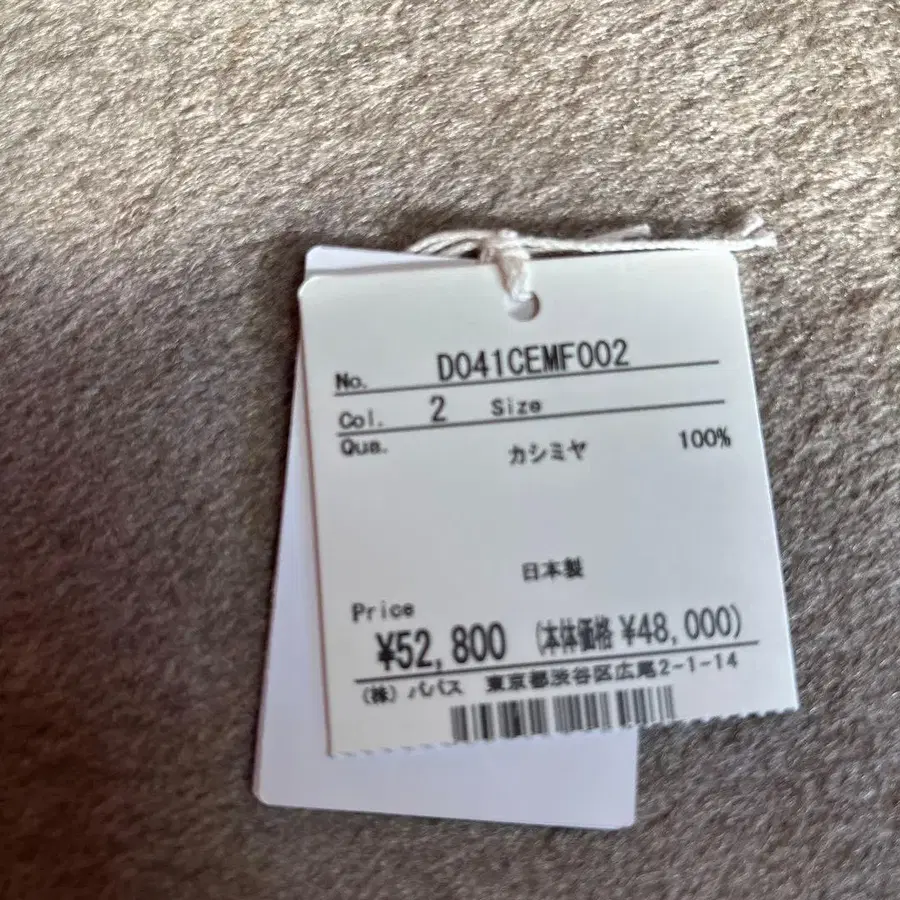 No. D041CEMF002
Col. 2 Size
Qua.
カシミヤ 100%
日本製
Price
¥52,800 (本体価格 ¥48,000)
(株) パパス 東京都渋谷区広尾2-1-14